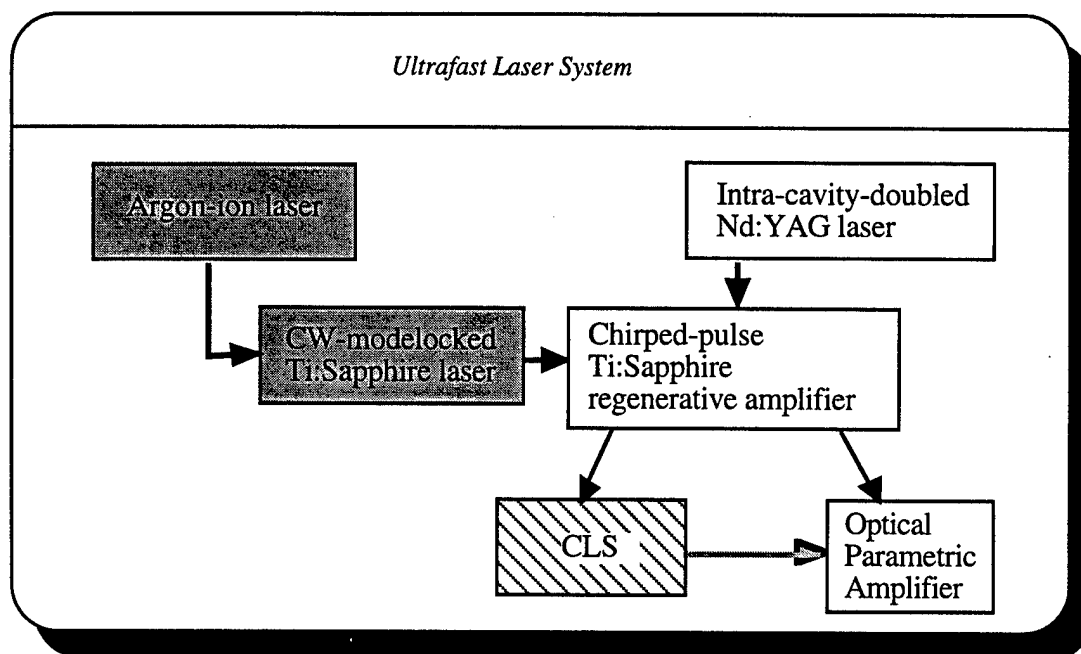 Ultrafast Laser System
Argon-ion laser
Intra-cavity-doubled
Nd:YAG laser
CW-modelocked
Ti:Sapphire laser
Chirped-pulse
Ti:Sapphire
regenerative amplifier
CLS
Optical
Parametric
Amplifier